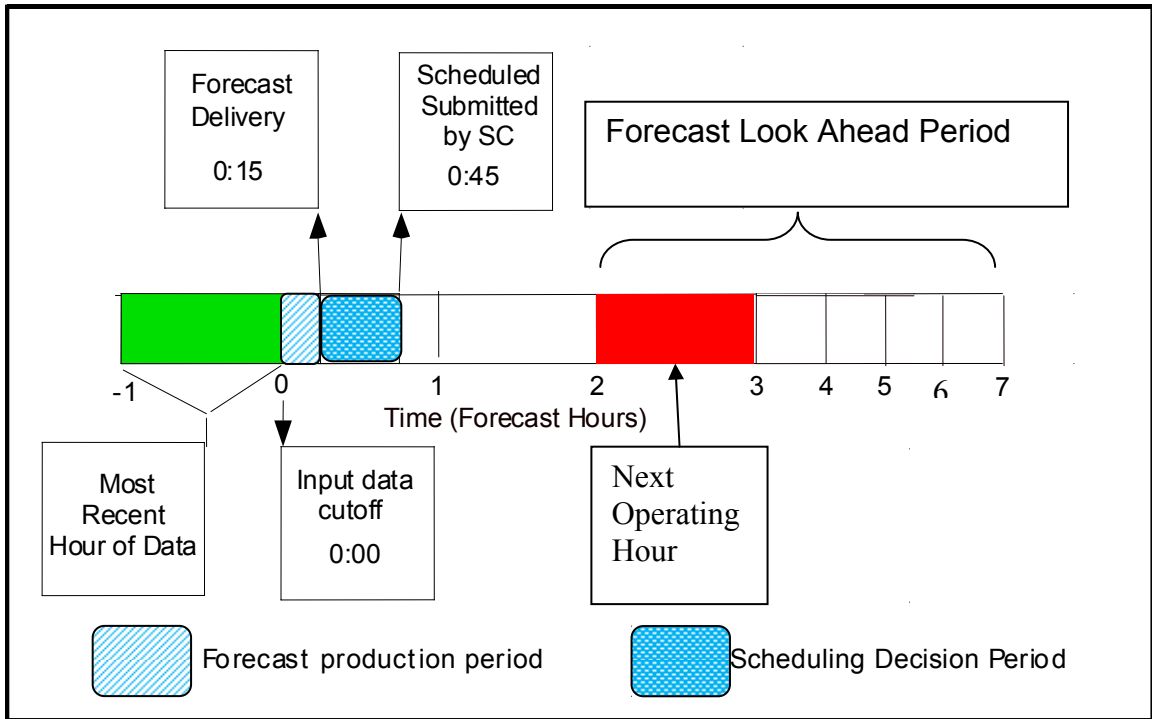 Forecast
Delivery
0:15
Scheduled
Submitted
by SC
0:45
Forecast Look Ahead Period
-1
0
1
2
3
4
5
6
7
Time (Forecast Hours)
Most
Recent
Hour of Data
Input data
cutoff
0:00
Next
Operating
Hour
Forecast production period
Scheduling Decision Period